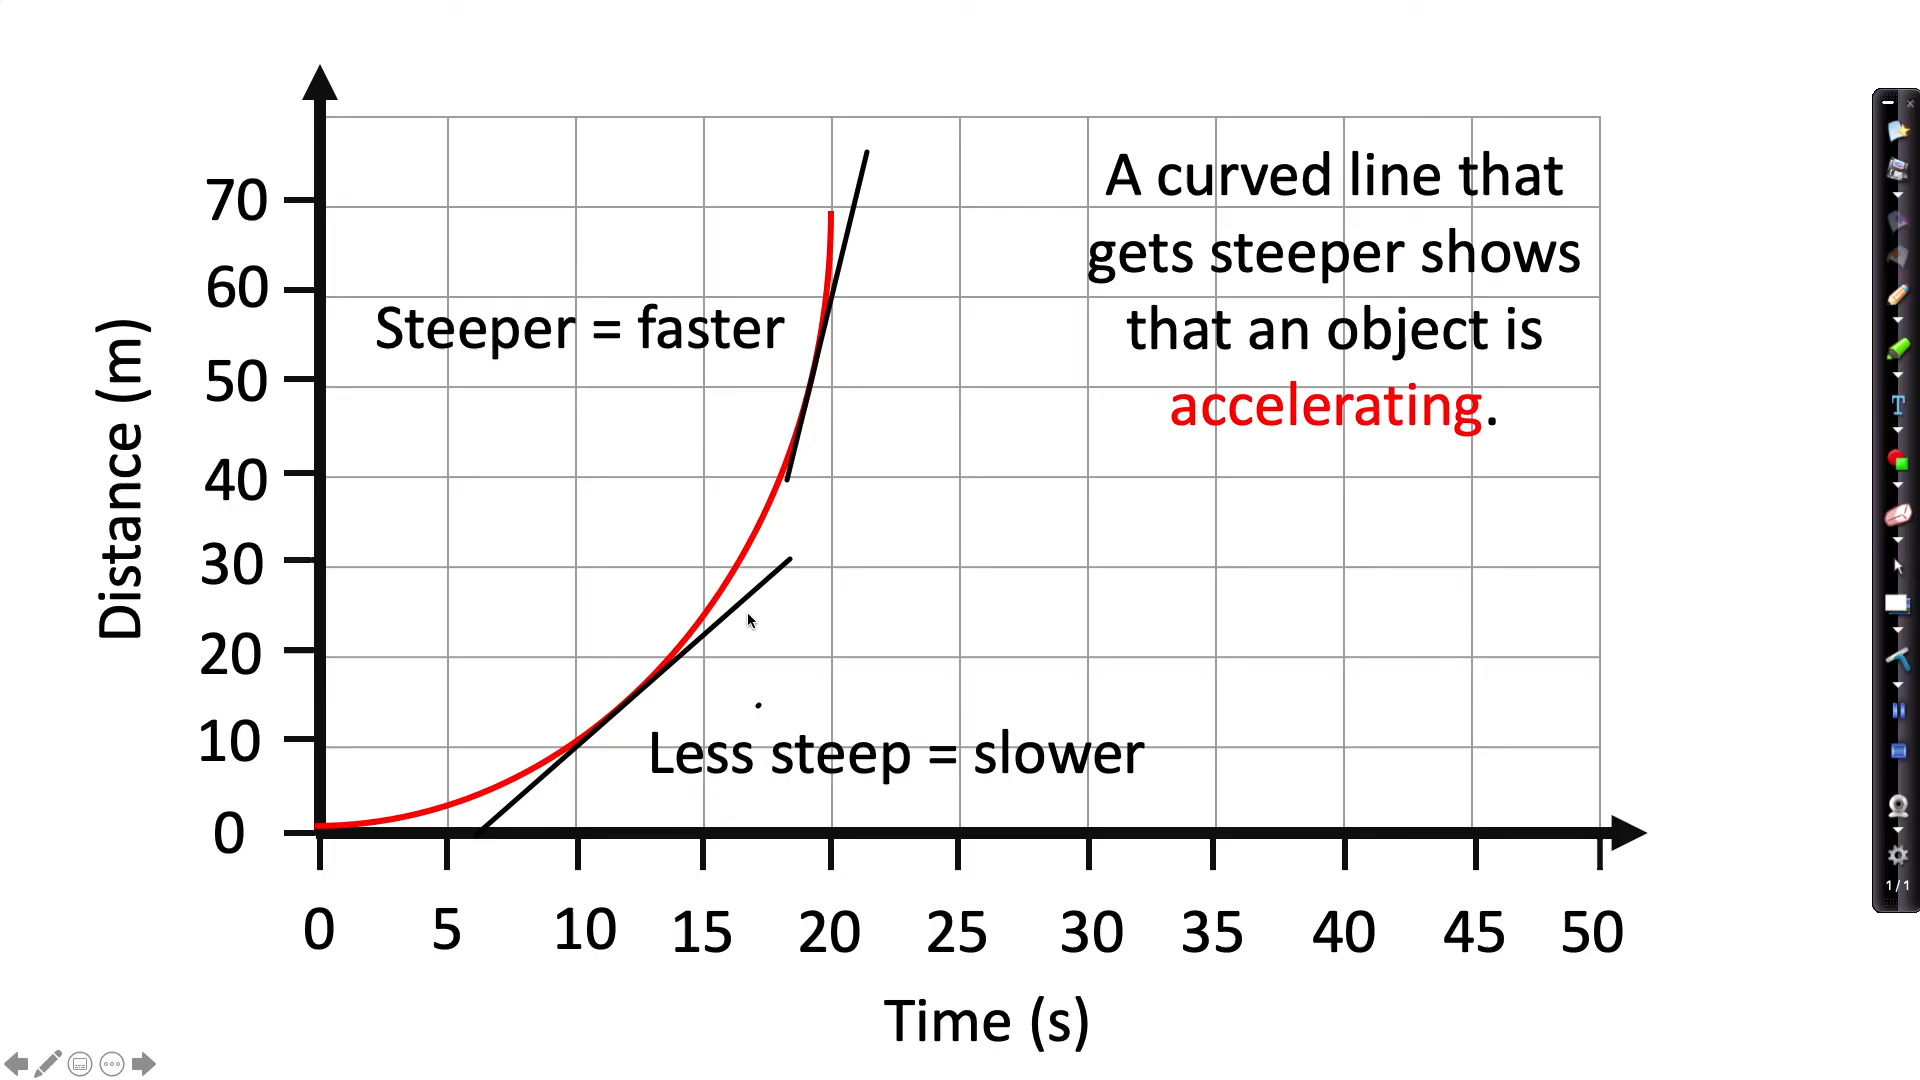 A curved line that
gets steeper shows
that an object is
accelerating.
Steeper = faster
Less steep = slower
Distance (m)
70
60
50
40
30
20
10
0
0 5 10 15 20 25 30 35 40 45 50
Time (s)
T
1/1